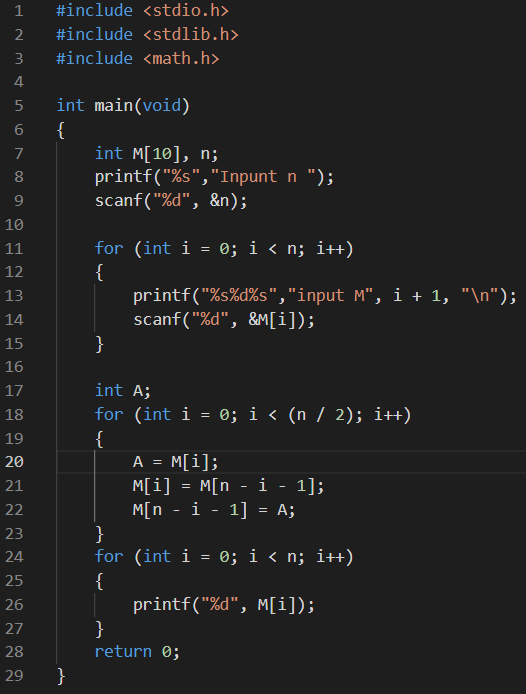 1 #include <stdio.h>
2 #include <stdlib.h>
3 #include <math.h>
4
5 int main(void)
6 {
7     int M[10], n;
8     printf("%s","Inpunt n ");
9     scanf("%d", &n);
10
11     for (int i = 0; i < n; i++)
12     {
13         printf("%s%d%s","input M", i + 1, "\n");
14         scanf("%d", &M[i]);
15     }
16
17     int A;
18     for (int i = 0; i < (n / 2); i++)
19     {
20         A = M[i];
21         M[i] = M[n - i - 1];
22         M[n - i - 1] = A;
23     }
24     for (int i = 0; i < n; i++)
25     {
26         printf("%d", M[i]);
27     }
28     return 0;
29 }